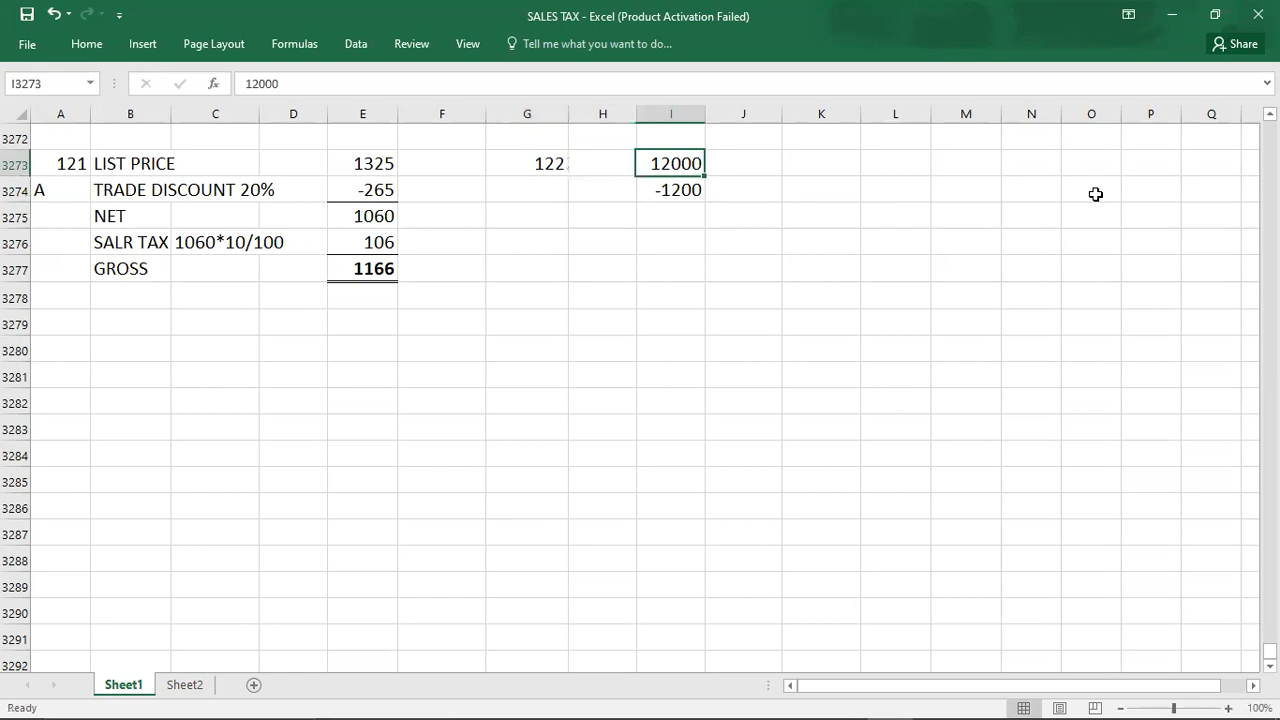 SALES TAX - Excel (Product Activation Failed)
File Home Insert Page Layout Formulas Data Review View Tell me what you want to do... Share
I3273 fx 12000
A B C D E F G H I J K L M N O P Q
3272
3273 121 LIST PRICE 1325 122 12000
3274 A TRADE DISCOUNT 20% -265 -1200
3275 NET 1060
3276 SALR TAX 1060*10/100 106
3277 GROSS 1166
3278
3279
3280
3281
3282
3283
3284
3285
3286
3287
3288
3289
3290
3291
3292
Sheet1 Sheet2
Ready 100%